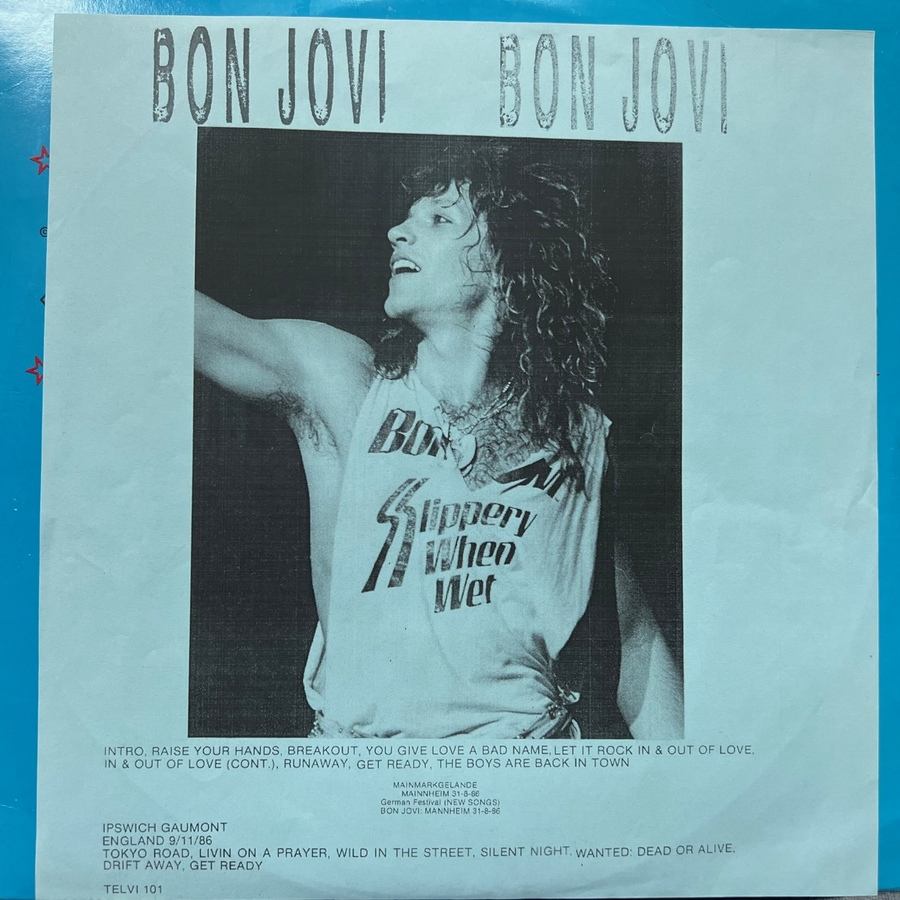 BON JOVI BON JOVI
BON
Slippery
When
Wet
INTRO, RAISE YOUR HANDS, BREAKOUT, YOU GIVE LOVE A BAD NAME, LET IT ROCK IN & OUT OF LOVE,
IN & OUT OF LOVE (CONT.), RUNAWAY, GET READY, THE BOYS ARE BACK IN TOWN
MAINMARKGELANDE
MAINNHEIM 31-8-86
German Festival (NEW SONGS)
BON JOVI: MANNHEIM 31-8-86
IPSWICH GAUMONT
ENGLAND 9/11/86
TOKYO ROAD, LIVIN ON A PRAYER, WILD IN THE STREET, SILENT NIGHT, WANTED: DEAD OR ALIVE,
DRIFT AWAY, GET READY
TELVI 101